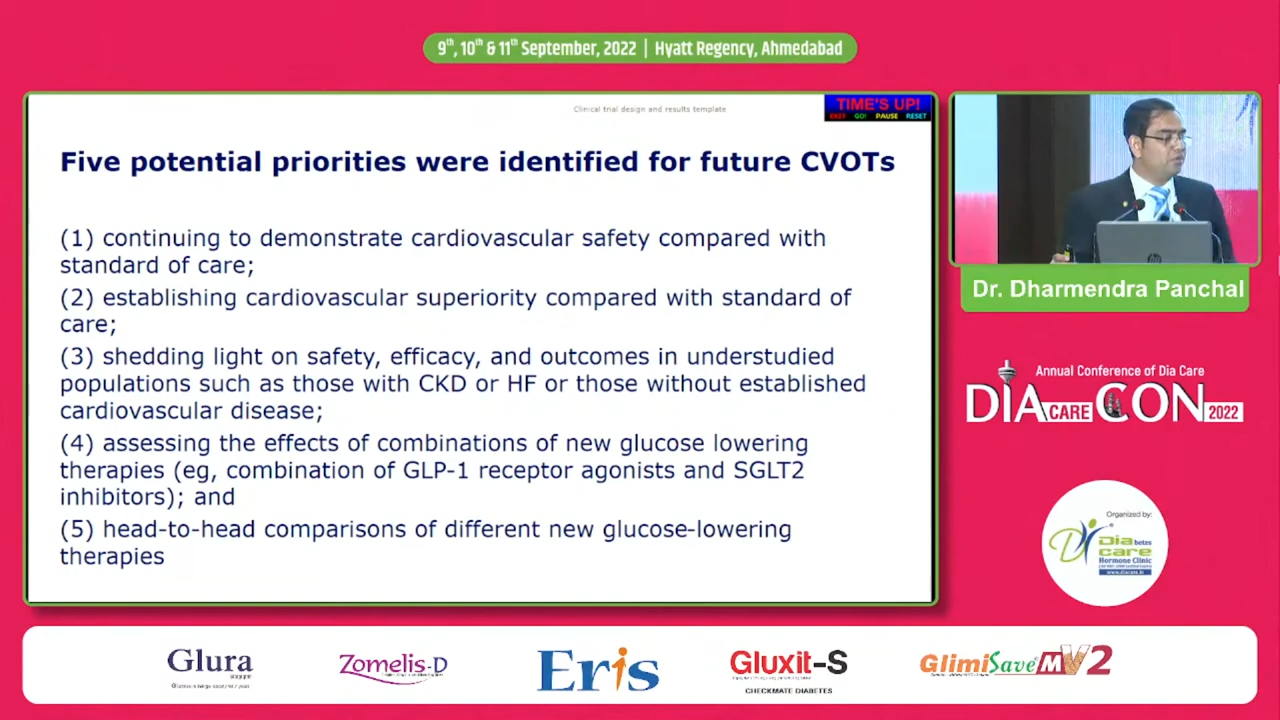 9th, 10th & 11th September, 2022 | Hyatt Regency, Ahmedabad
Clinical trial design and results template
TIME'S UP!
EXIT GO! PAUSE RESET
Five potential priorities were identified for future CVOTs
(1) continuing to demonstrate cardiovascular safety compared with
standard of care;
(2) establishing cardiovascular superiority compared with standard of
care;
(3) shedding light on safety, efficacy, and outcomes in understudied
populations such as those with CKD or HF or those without established
cardiovascular disease;
(4) assessing the effects of combinations of new glucose lowering
therapies (eg, combination of GLP-1 receptor agonists and SGLT2
inhibitors); and
(5) head-to-head comparisons of different new glucose-lowering
therapies
Dr. Dharmendra Panchal
Annual Conference of Dia Care
DIA CARE CON 2022
Organized by:
Diabetes
care
Hormone Clinic
www.diacare.in
Glura
Zomelis-D
Eris
Gluxit-S
CHECKMATE DIABETES
GlimiSave MV2